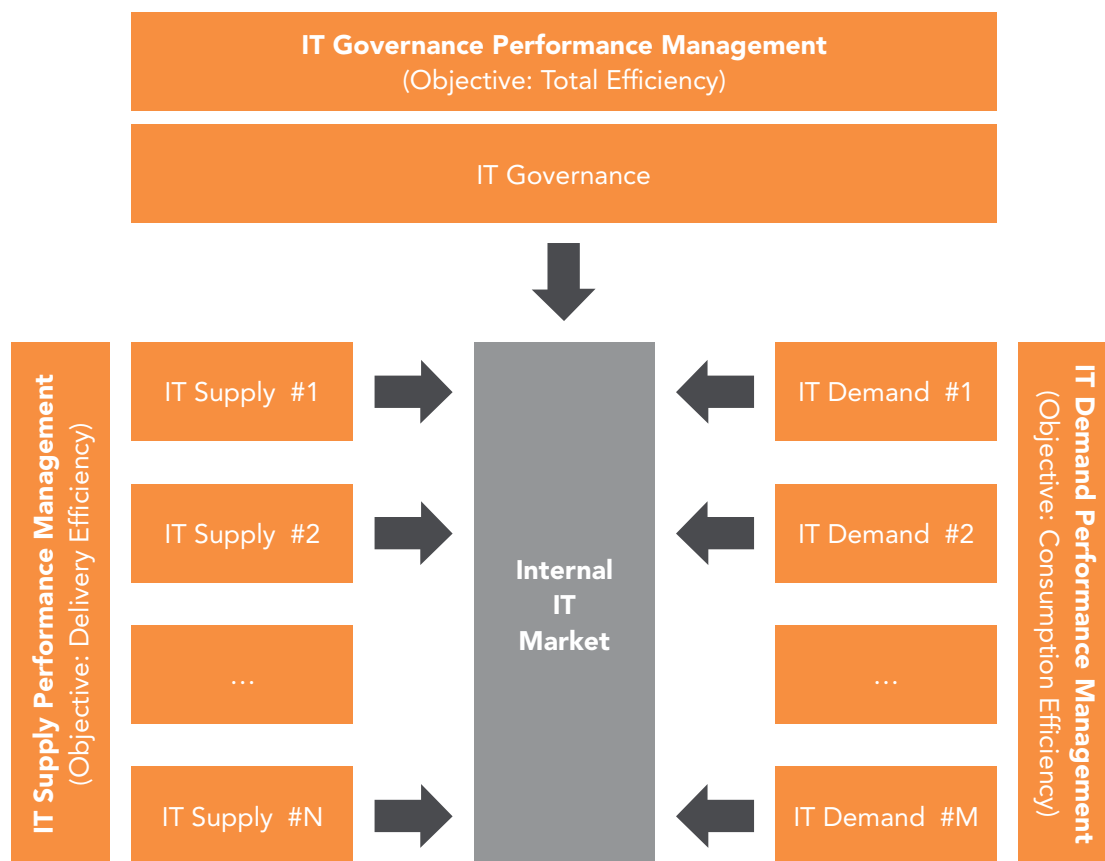 IT Governance Performance Management
(Objective: Total Efficiency)
IT Governance
IT Supply Performance Management
(Objective: Delivery Efficiency)
IT Supply #1
IT Supply #2
...
IT Supply #N
Internal
IT
Market
IT Demand #1
IT Demand #2
...
IT Demand #M
IT Demand Performance Management
(Objective: Consumption Efficiency)